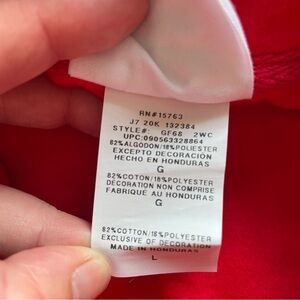 RN#15763
J7 20K 132384
STYLE#: GF68 2WC
UPC:090563328864
82%ALGODON/18%POLIESTER
EXCEPTO DECORACION
HECHO EN HONDURAS
G
82%COTON/18%POLYESTER
DÉCORATION NON COMPRISE
FABRIQUE AU HONDURAS
G
82%COTTON/18%POLYESTER
EXCLUSIVE OF DECORATION
MADE IN HONDURAS
L